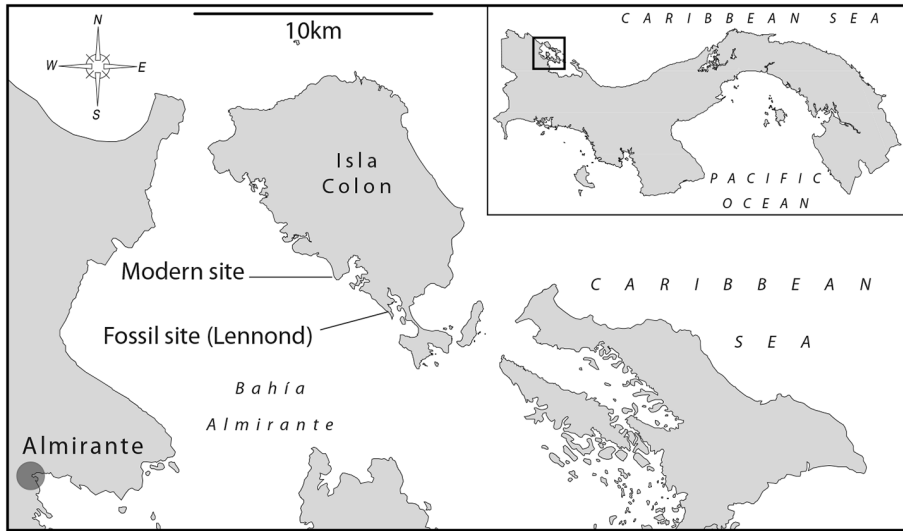 N
W E
S
10km
CARIBBEAN SEA
PACIFIC
OCEAN
Isla
Colon
Modern site
Fossil site (Lennond)
CARIBBEAN
SEA
Bahía
Almirante
Almirante